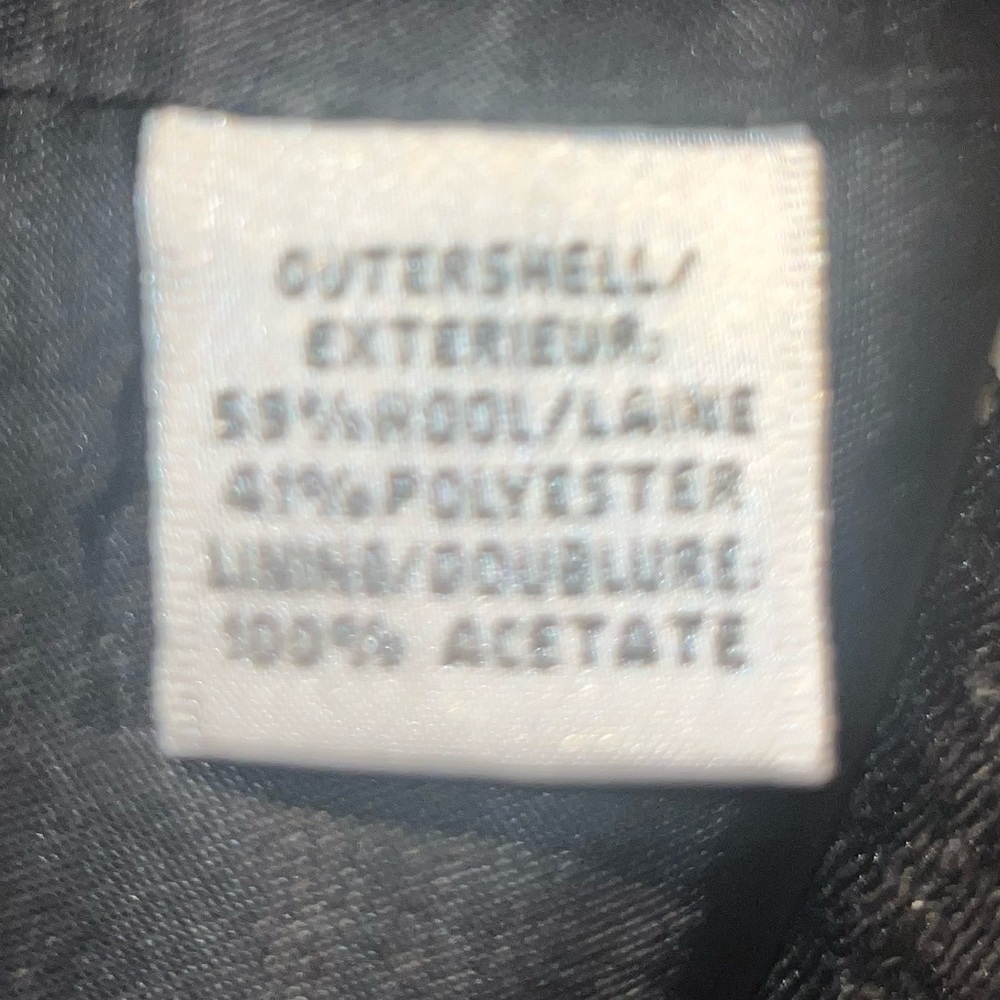 OUTERSHELL/
EXTERIEUR:
59% WOOL/LAINE
41% POLYESTER
LINING/DOUBLURE:
100% ACETATE